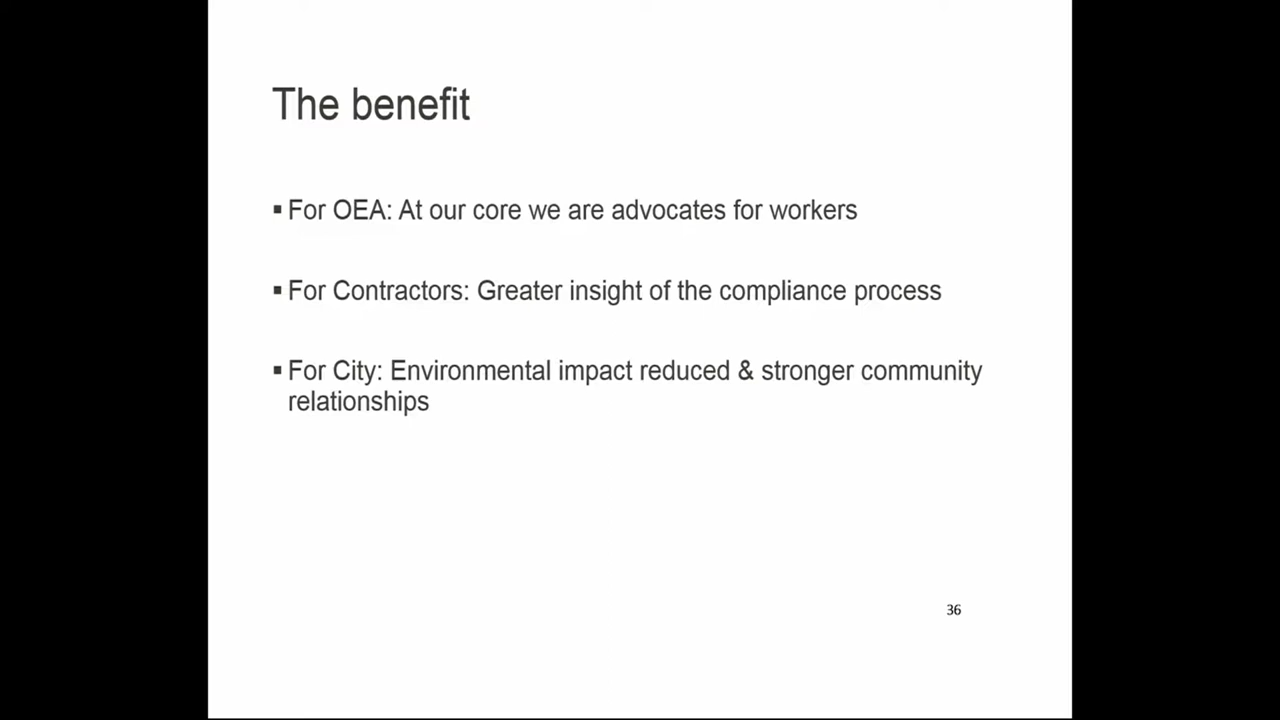 The benefit
▪ For OEA: At our core we are advocates for workers
▪ For Contractors: Greater insight of the compliance process
▪ For City: Environmental impact reduced & stronger community
relationships
36